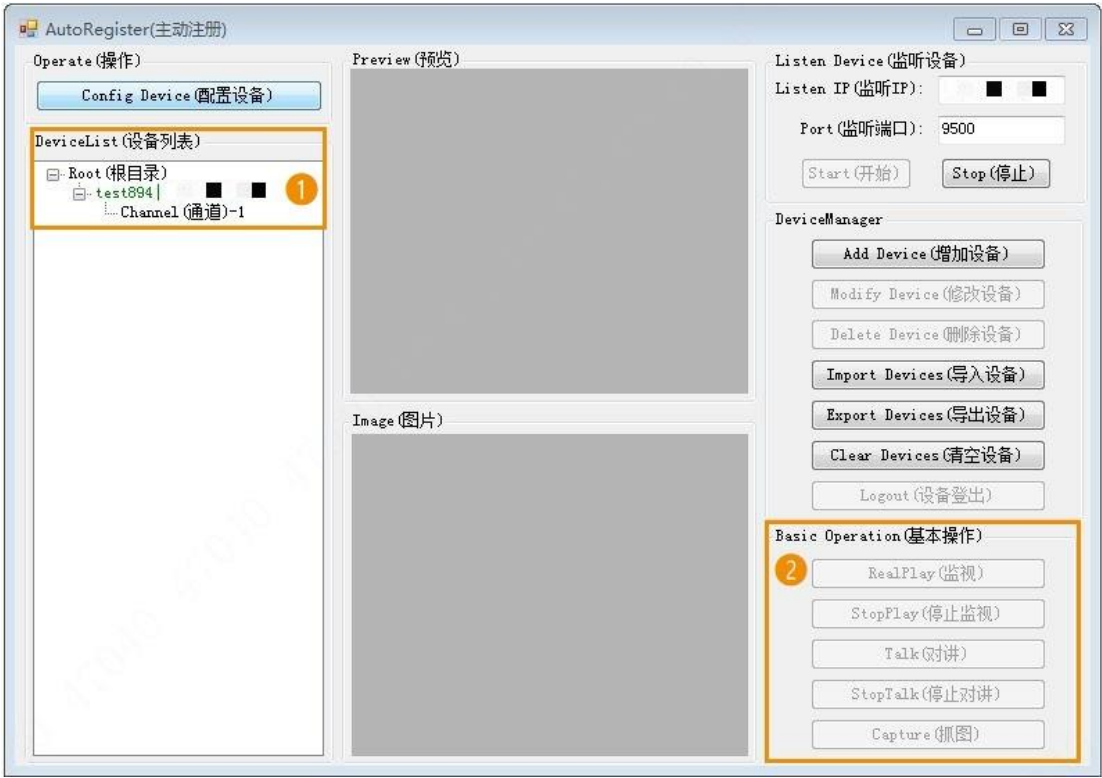 AutoRegister(主动注册)
Operate(操作)
Config Device(配置设备)
DeviceList(设备列表)
Root(根目录)
test894|
1
Channel(通道)-1
Preview(预览)
Image(图片)
Listen Device(监听设备)
Listen IP(监听IP):
Port(监听端口): 9500
Start(开始) Stop(停止)
DeviceManager
Add Device(增加设备)
Modify Device(修改设备)
Delete Device(删除设备)
Import Devices(导入设备)
Export Devices(导出设备)
Clear Devices(清空设备)
Logout(设备登出)
Basic Operation(基本操作)
2
RealPlay(监视)
StopPlay(停止监视)
Talk(对讲)
StopTalk(停止对讲)
Capture(抓图)